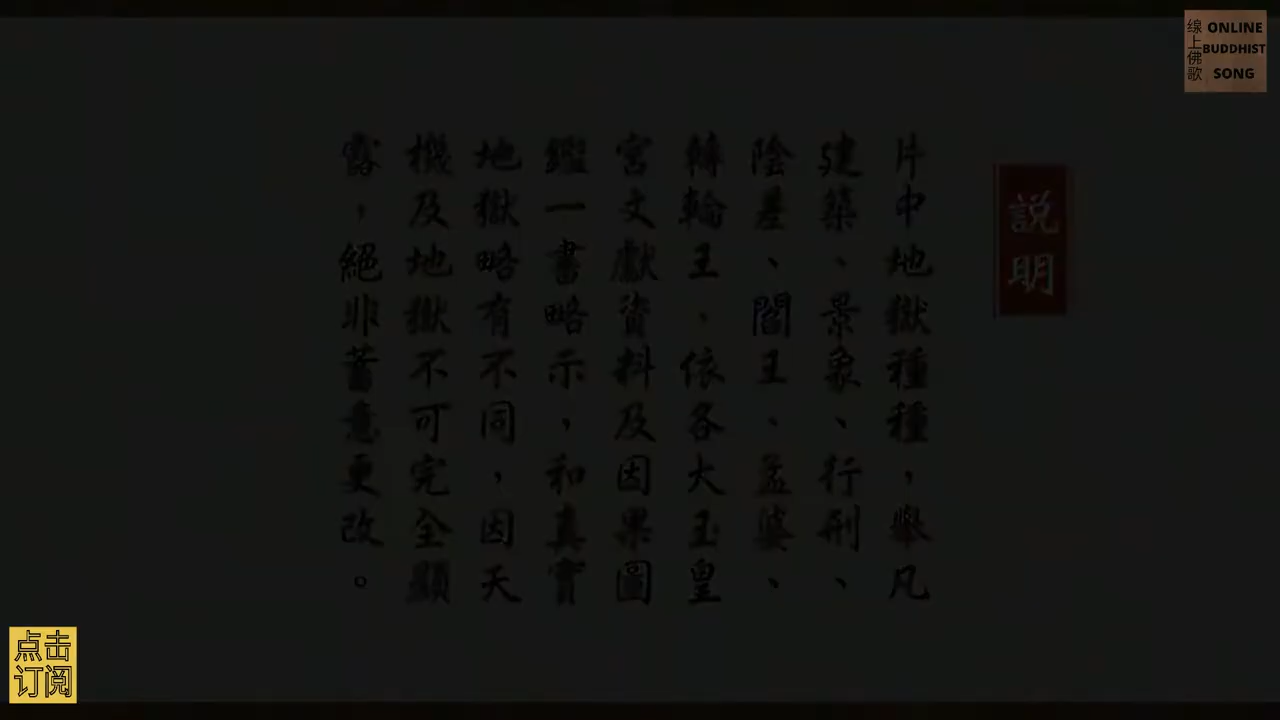 説明
片中地獄種種，舉凡
建築、景象、行刑、
陰差、閻王、孟婆、
轉輪王，依各大玉皇
宮文獻資料及因果圖
鑑一書略示，和真實
地獄略有不同，因天
機及地獄不可完全顯
露，絕非蓄意更改。
线上佛歌
ONLINE
BUDDHIST
SONG
点击
订阅